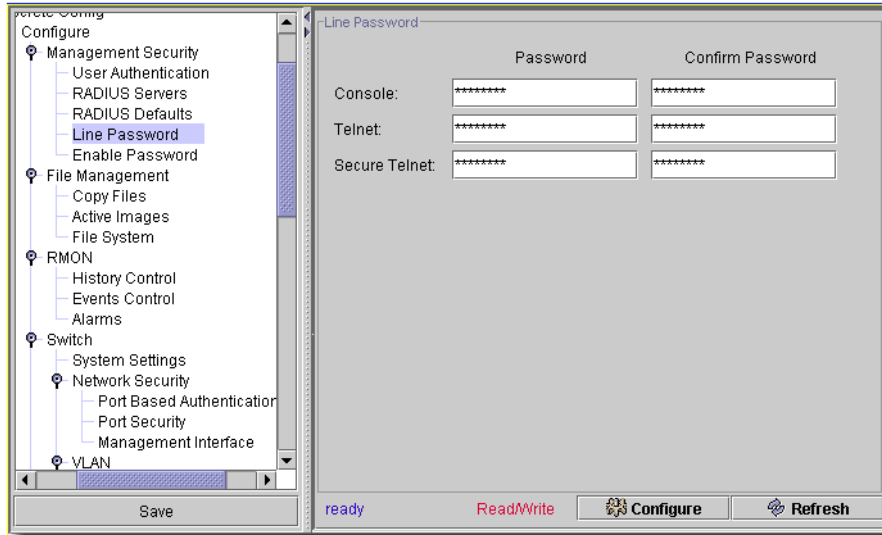 Configure
Management Security
User Authentication
RADIUS Servers
RADIUS Defaults
Line Password
Enable Password
File Management
Copy Files
Active Images
File System
RMON
History Control
Events Control
Alarms
Switch
System Settings
Network Security
Port Based Authentication
Port Security
Management Interface
VLAN
Save
Line Password
Password Confirm Password
Console: ******** ********
Telnet: ******** ********
Secure Telnet: ******** ********
ready Read/Write Configure Refresh